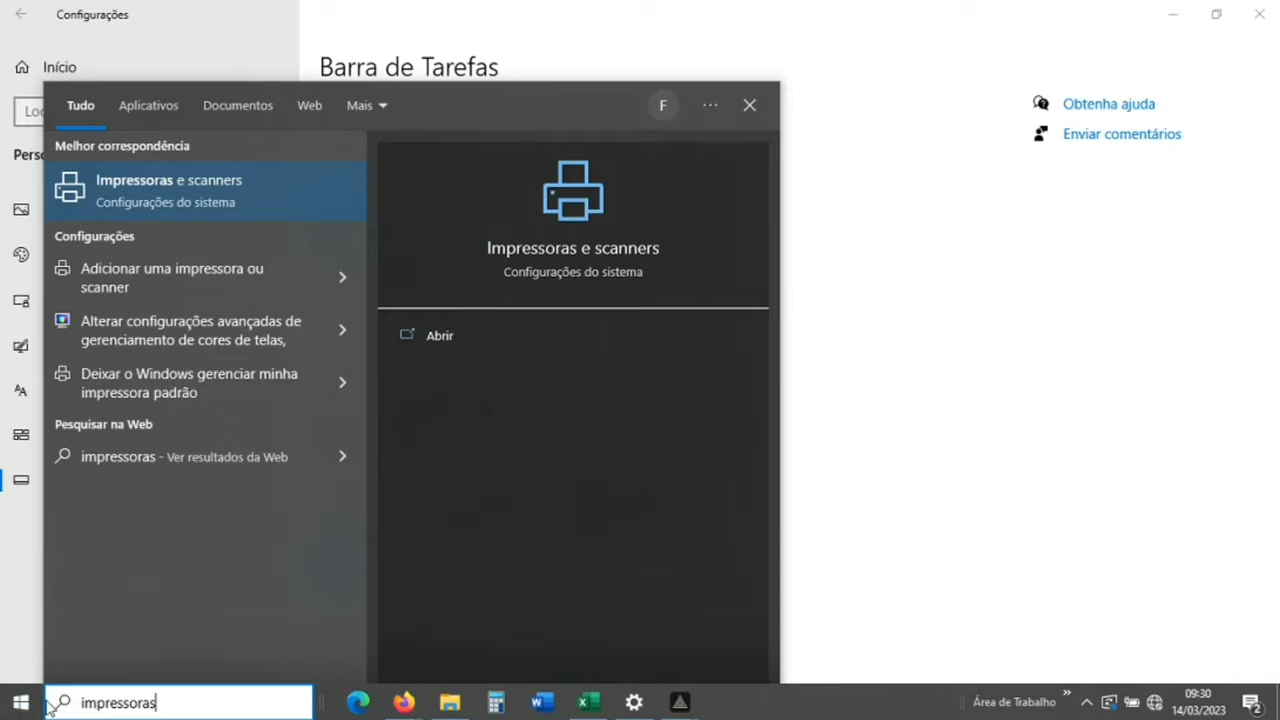 Configurações
Início
Barra de Tarefas
Obtenha ajuda
Enviar comentários
Tudo
Aplicativos
Documentos
Web
Mais
F
Melhor correspondência
Impressoras e scanners
Configurações do sistema
Configurações
Adicionar uma impressora ou
scanner
Alterar configurações avançadas de
gerenciamento de cores de telas,
Deixar o Windows gerenciar minha
impressora padrão
Pesquisar na Web
impressoras - Ver resultados da Web
Impressoras e scanners
Configurações do sistema
Abrir
impressoras
Área de Trabalho
09:30
14/03/2023
2